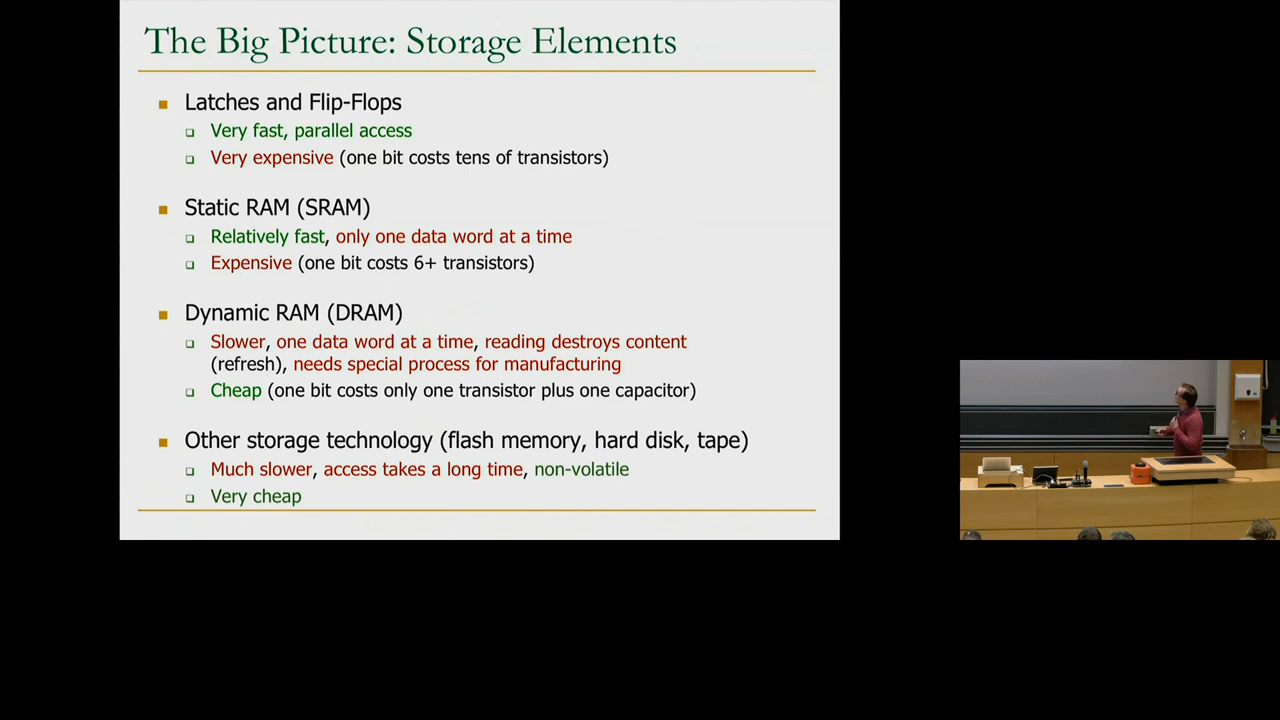 The Big Picture: Storage Elements
Latches and Flip-Flops
Very fast, parallel access
Very expensive (one bit costs tens of transistors)
Static RAM (SRAM)
Relatively fast, only one data word at a time
Expensive (one bit costs 6+ transistors)
Dynamic RAM (DRAM)
Slower, one data word at a time, reading destroys content
(refresh), needs special process for manufacturing
Cheap (one bit costs only one transistor plus one capacitor)
Other storage technology (flash memory, hard disk, tape)
Much slower, access takes a long time, non-volatile
Very cheap